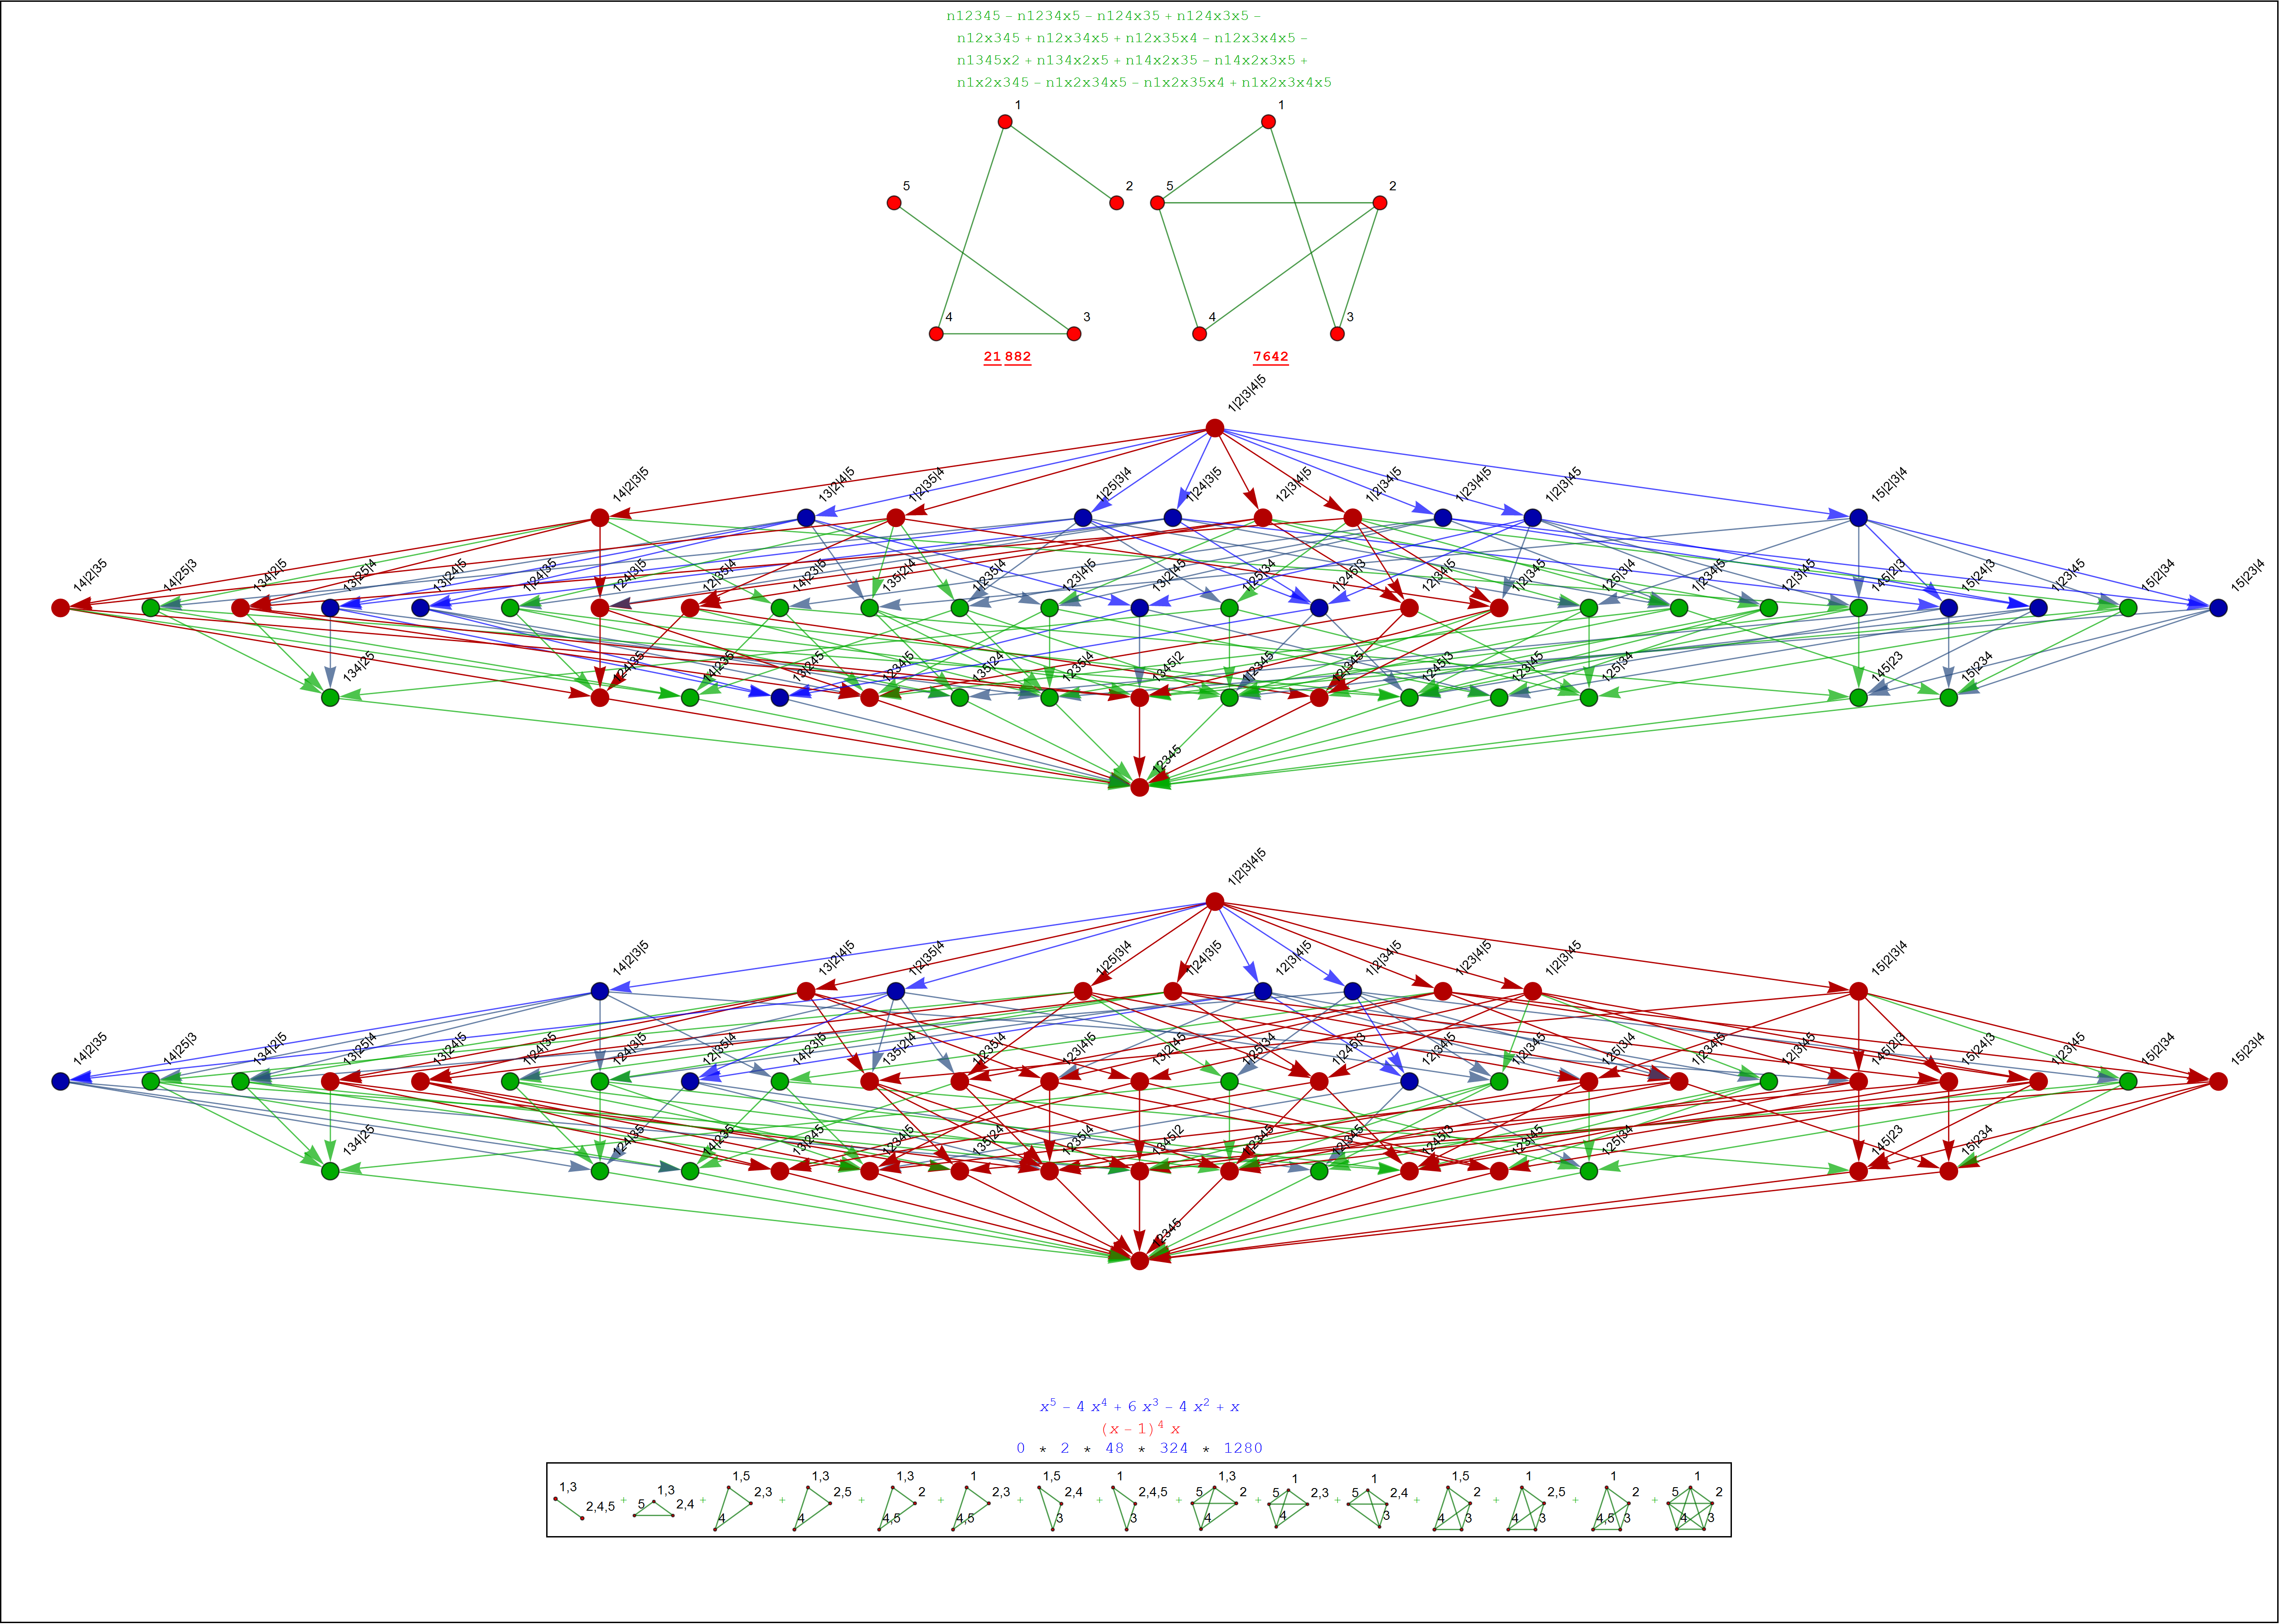 n12345 − n1234x5 − n124x35 + n124x3x5 −
n12x345 + n12x34x5 + n12x35x4 − n12x3x4x5 −
n1345x2 + n134x2x5 + n14x2x35 − n14x2x3x5 +
n1x2x345 − n1x2x34x5 − n1x2x35x4 + n1x2x3x4x5
1 1
5 2 5 2
4 3 4 3
21 882 7642
1|2|3|4|5
14|2|3|5 13|2|4|5 1|2|35|4 1|25|3|4 1|24|3|5 12|3|4|5 1|2|34|5 1|23|4|5 1|2|3|45 15|2|3|4
14|2|35 14|25|3 134|2|5 13|25|4 13|24|5 1|24|35 124|3|5 12|35|4 14|23|5 135|2|4 1|235|4 123|4|5 13|2|45 1|25|34 1|245|3 12|34|5 1|2|345 125|3|4 1|234|5 12|3|45 145|2|3 15|24|3 1|23|45 15|2|34 15|23|4
134|25 124|35 14|235 13|245 1234|5 135|24 1235|4 1345|2 1|2345 12|345 1245|3 123|45 125|34 145|23 15|234
12345
1|2|3|4|5
14|2|3|5 13|2|4|5 1|2|35|4 1|25|3|4 1|24|3|5 12|3|4|5 1|2|34|5 1|23|4|5 1|2|3|45 15|2|3|4
14|2|35 14|25|3 134|2|5 13|25|4 13|24|5 1|24|35 124|3|5 12|35|4 14|23|5 135|2|4 1|235|4 123|4|5 13|2|45 1|25|34 1|245|3 12|34|5 1|2|345 125|3|4 1|234|5 12|3|45 145|2|3 15|24|3 1|23|45 15|2|34 15|23|4
134|25 124|35 14|235 13|245 1234|5 135|24 1235|4 1345|2 1|2345 12|345 1245|3 123|45 125|34 145|23 15|234
12345
x⁵ − 4 x⁴ + 6 x³ − 4 x² + x
(x − 1)⁴ x
0 * 2 * 48 * 324 * 1280
1,3 2,4,5 + 5 1,3 2,4 + 1,5 2,3 4 + 1,3 2,5 4 + 1,3 2 4,5 + 1 2,3 4,5 + 1,5 2,4 3 + 1 2,4,5 3 + 1,3 5 2 4 + 1 5 2,3 4 + 1 5 2,4 3 + 1,5 2 4 3 + 1 2,5 4 3 + 1 2 4,5 3 + 1 5 2 4 3